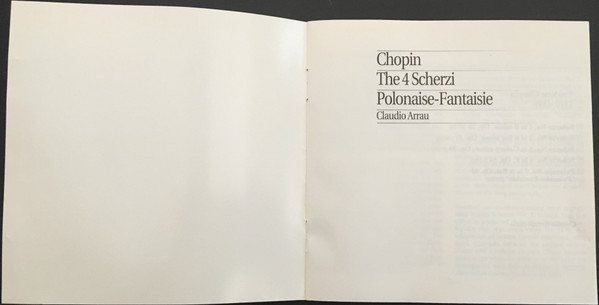 Chopin
The 4 Scherzi
Polonaise-Fantaisie
Claudio Arrau